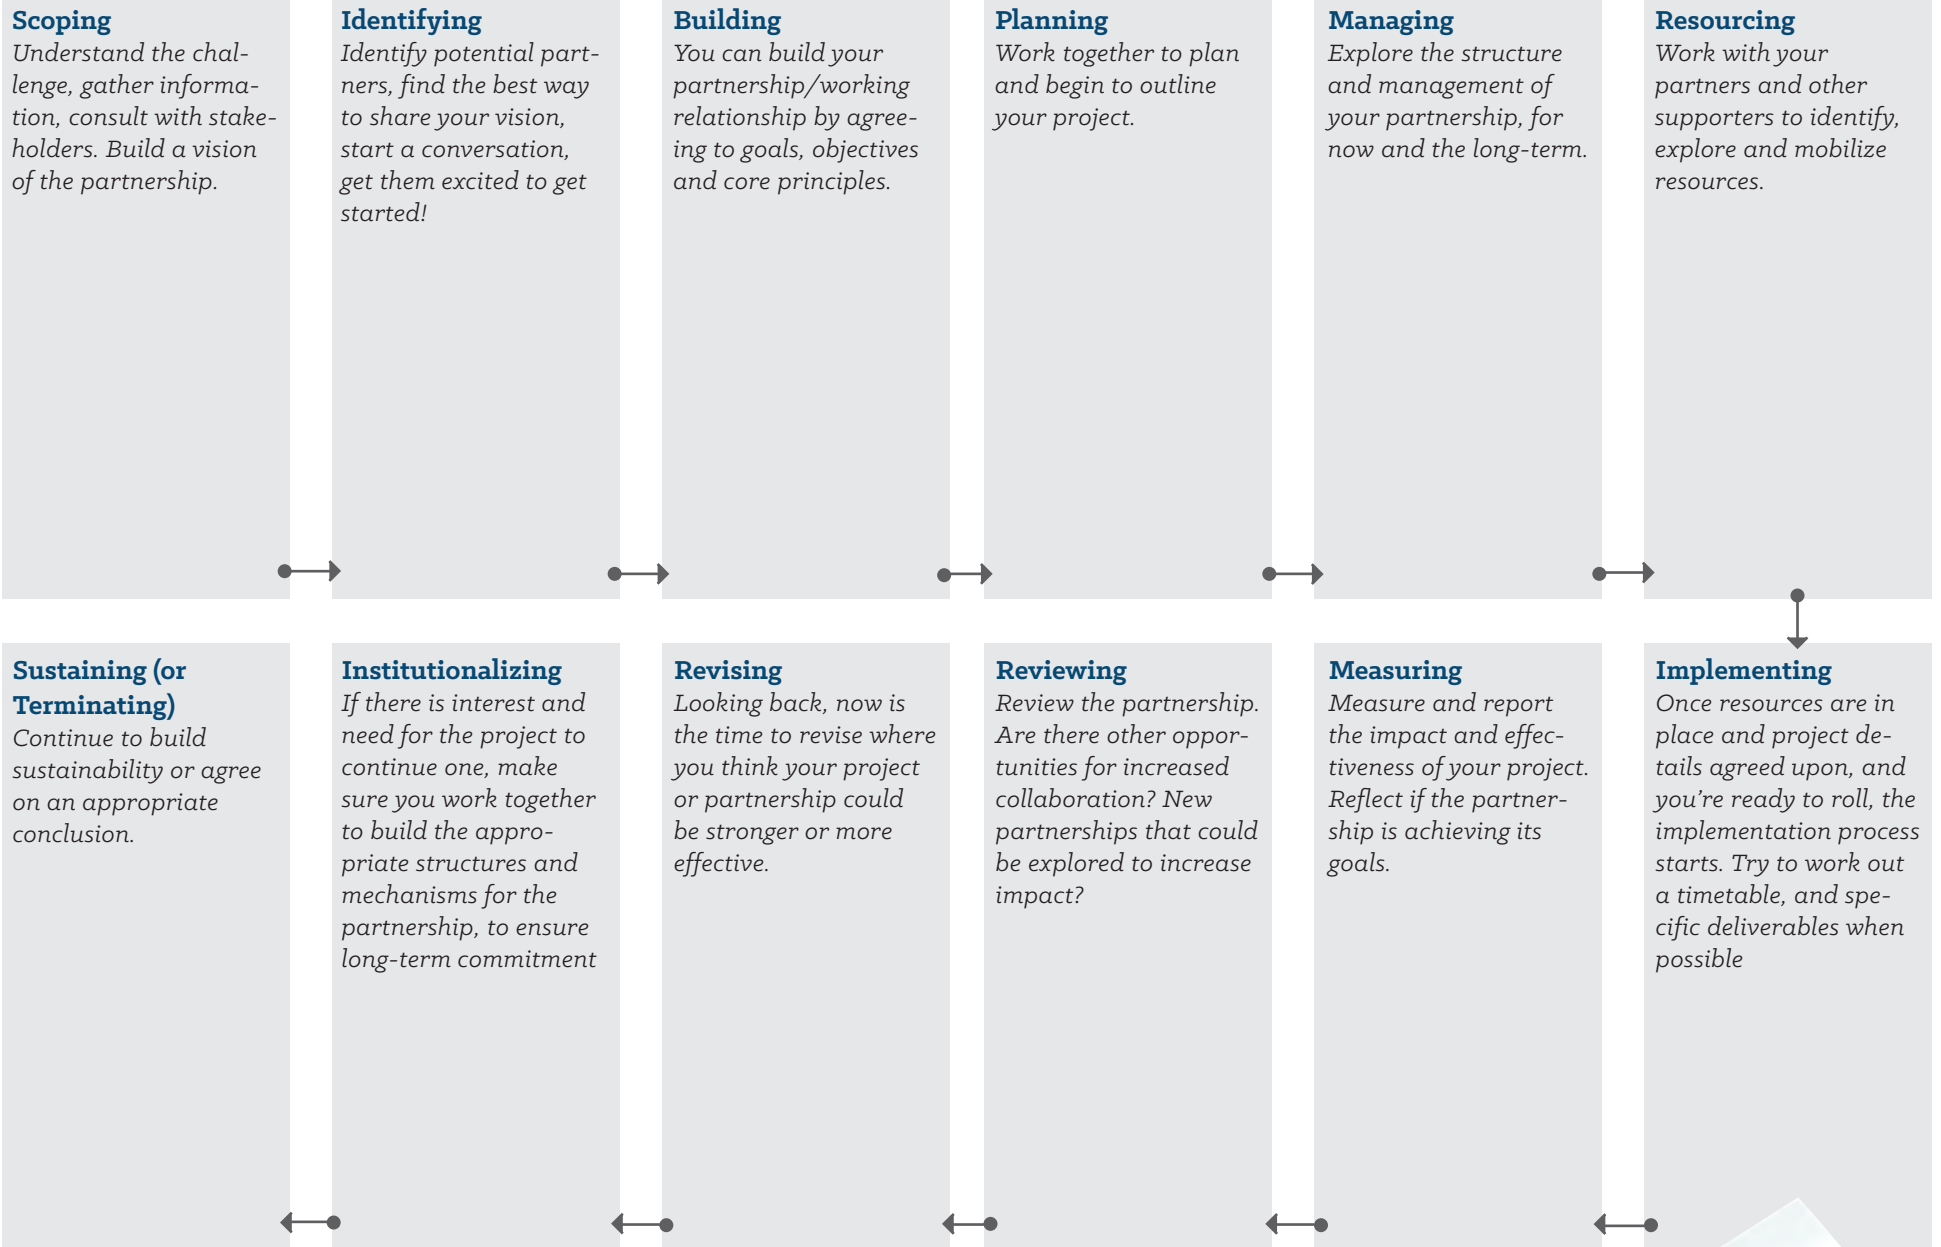 Scoping
Understand the chal-
lenge, gather informa-
tion, consult with stake-
holders. Build a vision
of the partnership.
Identifying
Identify potential part-
ners, find the best way
to share your vision,
start a conversation,
get them excited to get
started!
Building
You can build your
partnership/working
relationship by agree-
ing to goals, objectives
and core principles.
Planning
Work together to plan
and begin to outline
your project.
Managing
Explore the structure
and management of
your partnership, for
now and the long-term.
Resourcing
Work with your
partners and other
supporters to identify,
explore and mobilize
resources.
Implementing
Once resources are in
place and project de-
tails agreed upon, and
you're ready to roll, the
implementation process
starts. Try to work out
a timetable, and spe-
cific deliverables when
possible
Measuring
Measure and report
the impact and effec-
tiveness of your project.
Reflect if the partner-
ship is achieving its
goals.
Reviewing
Review the partnership.
Are there other oppor-
tunities for increased
collaboration? New
partnerships that could
be explored to increase
impact?
Revising
Looking back, now is
the time to revise where
you think your project
or partnership could
be stronger or more
effective.
Institutionalizing
If there is interest and
need for the project to
continue one, make
sure you work together
to build the appro-
priate structures and
mechanisms for the
partnership, to ensure
long-term commitment
Sustaining (or
Terminating)
Continue to build
sustainability or agree
on an appropriate
conclusion.